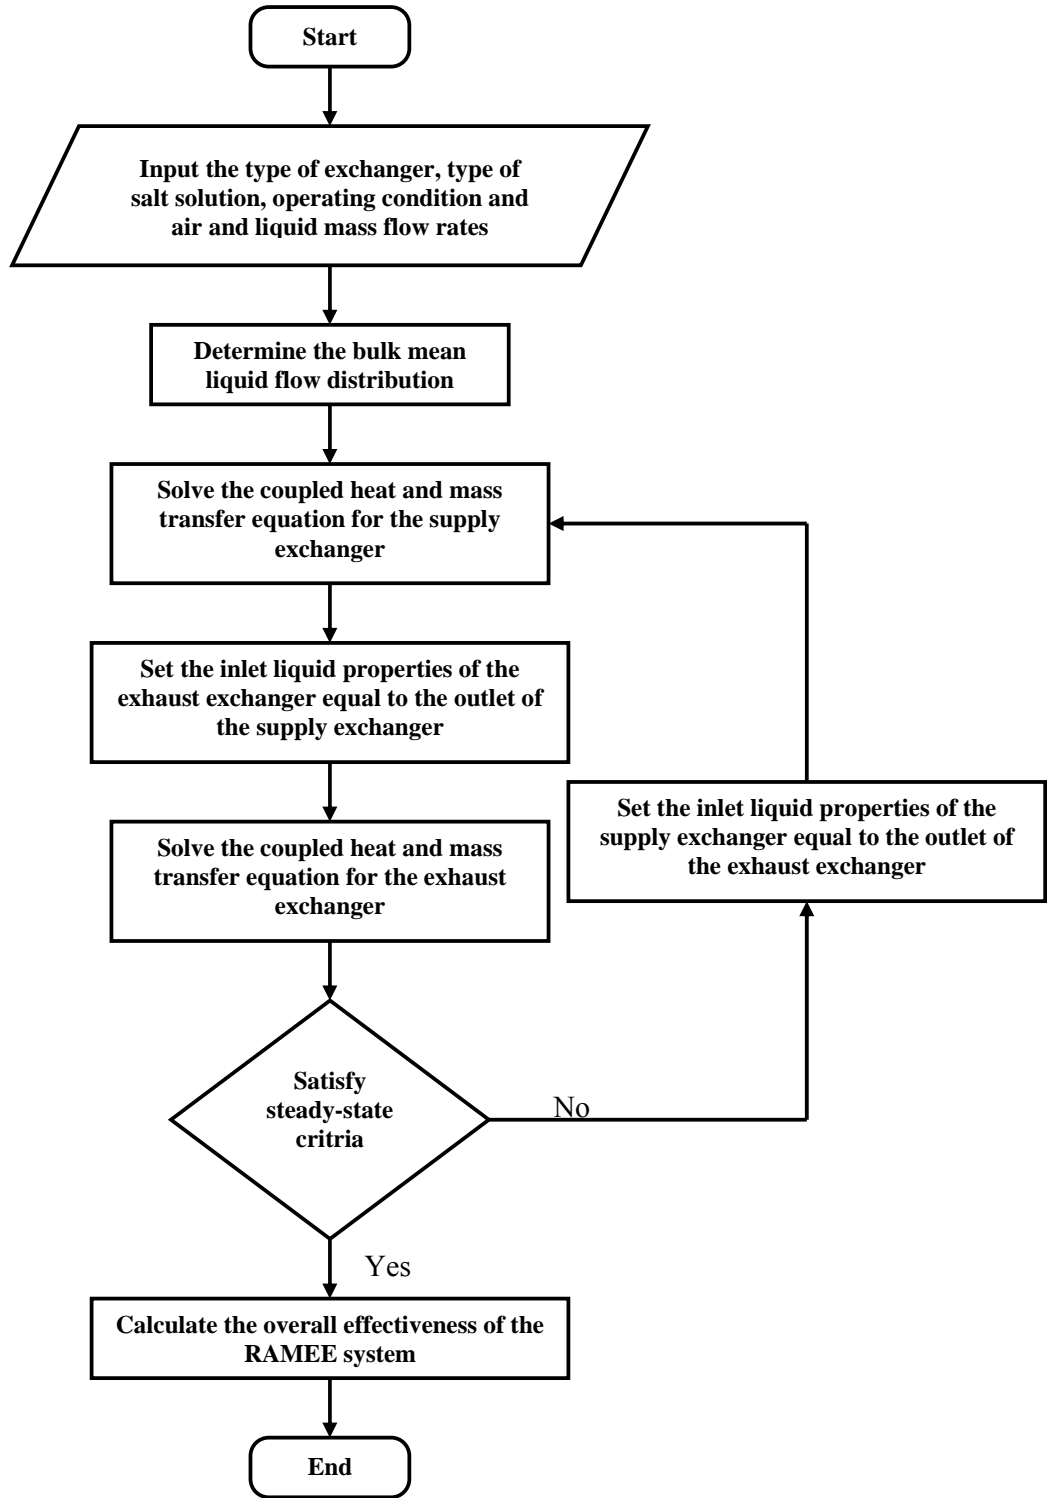 Start
Input the type of exchanger, type of
salt solution, operating condition and
air and liquid mass flow rates
Determine the bulk mean
liquid flow distribution
Solve the coupled heat and mass
transfer equation for the supply
exchanger
Set the inlet liquid properties of the
exhaust exchanger equal to the outlet of
the supply exchanger
Set the inlet liquid properties of the
supply exchanger equal to the outlet of
the exhaust exchanger
Solve the coupled heat and mass
transfer equation for the exhaust
exchanger
Satisfy
steady-state
critria
No
Yes
Calculate the overall effectiveness of the
RAMEE system
End